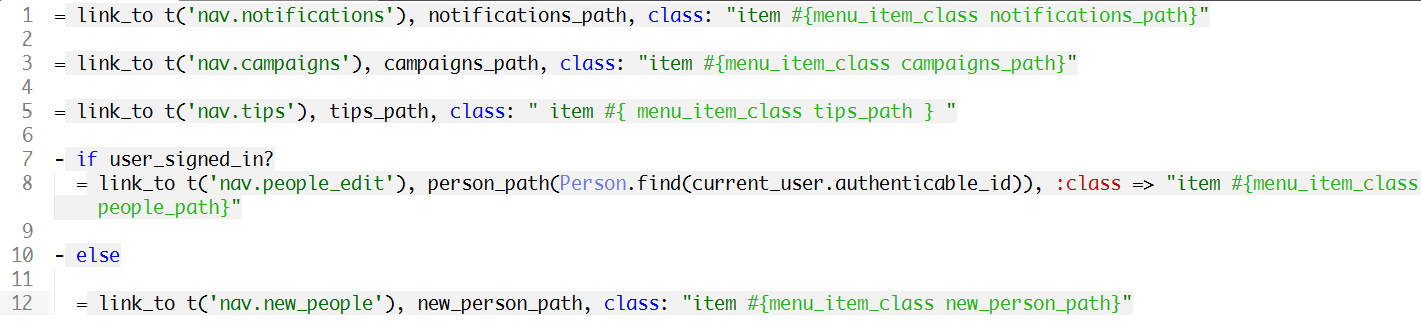 1 = link_to t('nav.notifications'), notifications_path, class: "item #{menu_item_class notifications_path}"
2
3 = link_to t('nav.campaigns'), campaigns_path, class: "item #{menu_item_class campaigns_path}"
4
5 = link_to t('nav.tips'), tips_path, class: " item #{ menu_item_class tips_path } "
6
7 - if user_signed_in?
8 = link_to t('nav.people_edit'), person_path(Person.find(current_user.authenticable_id)), :class => "item #{menu_item_class
people_path}"
9
10 - else
11
12 = link_to t('nav.new_people'), new_person_path, class: "item #{menu_item_class new_person_path}"